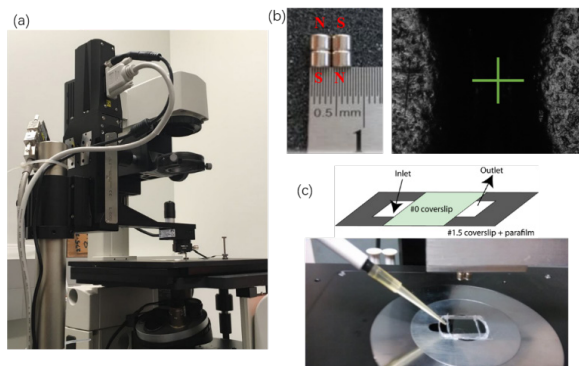 (a)
(b)
N S
S N
0.5 mm
1
(c)
Inlet
Outlet
#0 coverslip
#1.5 coverslip + parafilm